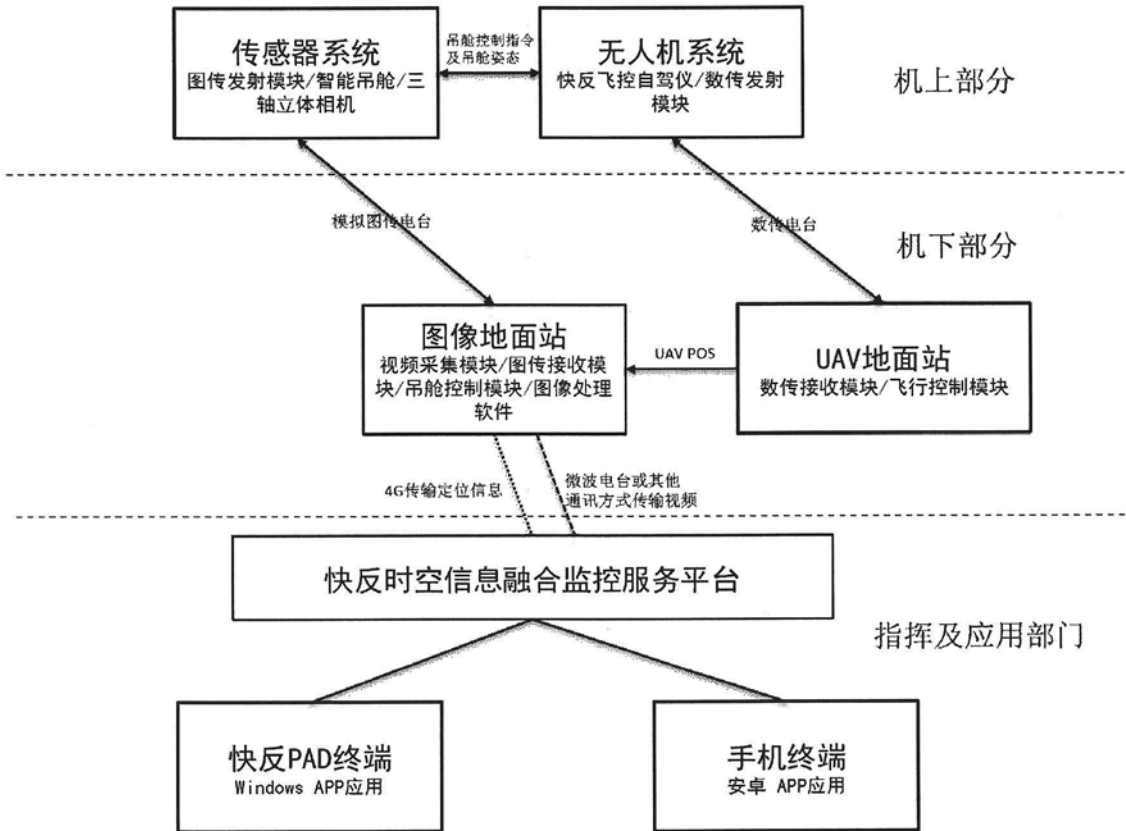 传感器系统
图传发射模块/智能吊舱/三
轴立体相机
吊舱控制指令
及吊舱姿态
无人机系统
快反飞控自驾仪/数传发射
模块
机上部分
模拟图传电台
数传电台
机下部分
图像地面站
视频采集模块/图传接收模
块/吊舱控制模块/图像处理
软件
UAV POS
UAV地面站
数传接收模块/飞行控制模块
4G传输定位信息
微波电台或其他
通讯方式传输视频
快反时空信息融合监控服务平台
指挥及应用部门
快反PAD终端
Windows APP应用
手机终端
安卓 APP应用